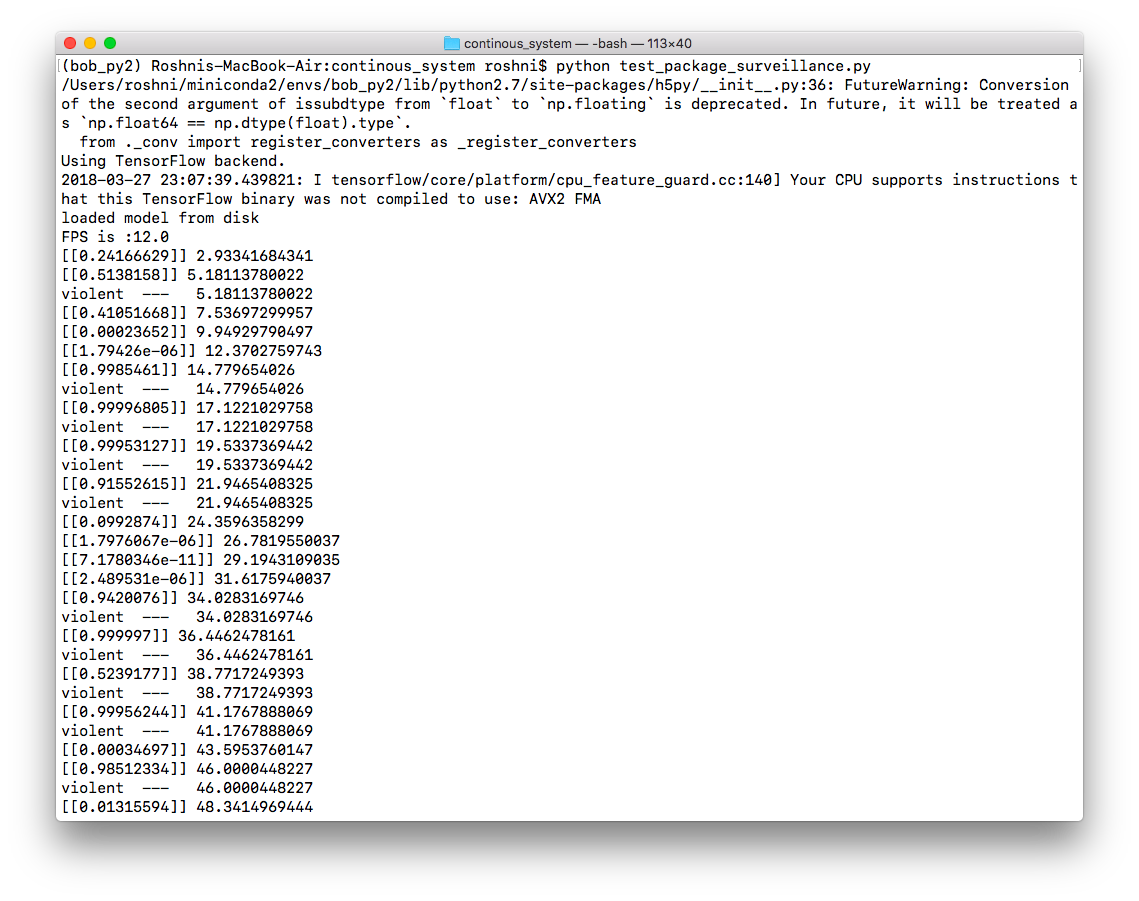 continous_system — -bash — 113×40
(bob_py2) Roshnis-MacBook-Air:continous_system roshni$ python test_package_surveillance.py
/Users/roshni/miniconda2/envs/bob_py2/lib/python2.7/site-packages/h5py/__init__.py:36: FutureWarning: Conversion
of the second argument of issubdtype from `float` to `np.floating` is deprecated. In future, it will be treated a
s `np.float64 == np.dtype(float).type`.
  from ._conv import register_converters as _register_converters
Using TensorFlow backend.
2018-03-27 23:07:39.439821: I tensorflow/core/platform/cpu_feature_guard.cc:140] Your CPU supports instructions t
hat this TensorFlow binary was not compiled to use: AVX2 FMA
loaded model from disk
FPS is :12.0
[[0.24166629]] 2.93341684341
[[0.5138158]] 5.18113780022
violent  ---   5.18113780022
[[0.41051668]] 7.53697299957
[[0.00023652]] 9.94929790497
[[1.79426e-06]] 12.3702759743
[[0.9985461]] 14.779654026
violent  ---   14.779654026
[[0.99996805]] 17.1221029758
violent  ---   17.1221029758
[[0.99953127]] 19.5337369442
violent  ---   19.5337369442
[[0.91552615]] 21.9465408325
violent  ---   21.9465408325
[[0.0992874]] 24.3596358299
[[1.7976067e-06]] 26.7819550037
[[7.1780346e-11]] 29.1943109035
[[2.489531e-06]] 31.6175940037
[[0.9420076]] 34.0283169746
violent  ---   34.0283169746
[[0.999997]] 36.4462478161
violent  ---   36.4462478161
[[0.5239177]] 38.7717249393
violent  ---   38.7717249393
[[0.99956244]] 41.1767888069
violent  ---   41.1767888069
[[0.00034697]] 43.5953760147
[[0.98512334]] 46.0000448227
violent  ---   46.0000448227
[[0.01315594]] 48.3414969444